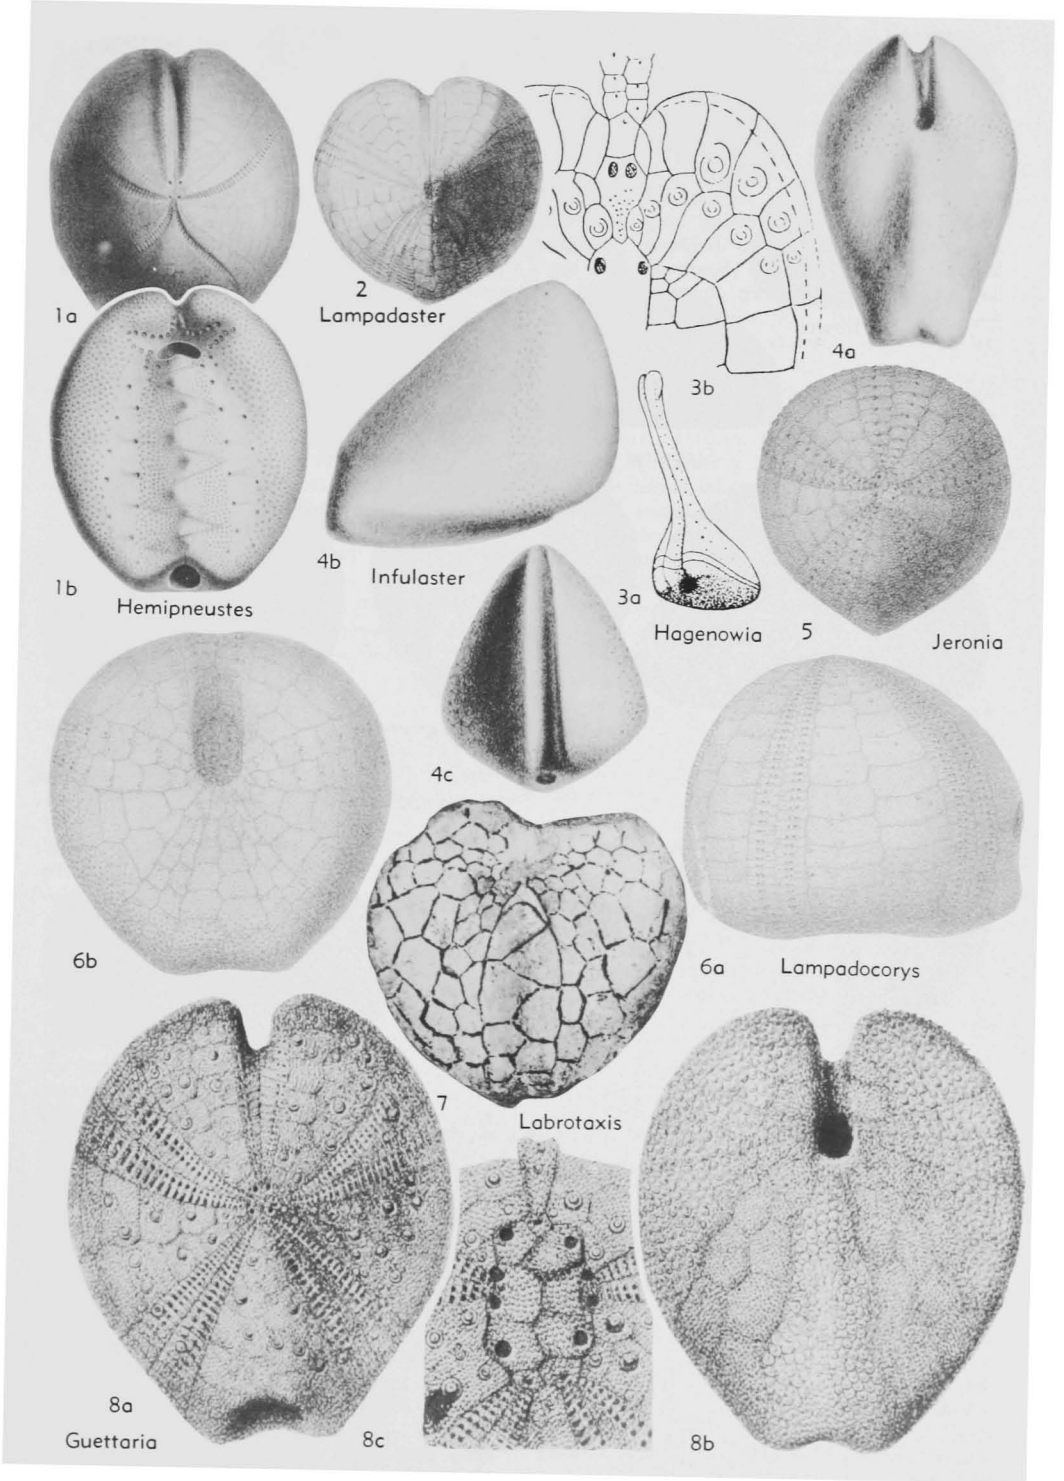 1a
2
Lampadaster
3b
4a
1b
Hemipneustes
4b
Infulaster
3a
Hagenowia
5
Jeronia
4c
6b
6a
Lampadocorys
7
Labrotaxis
8a
Guettaria
8c
8b